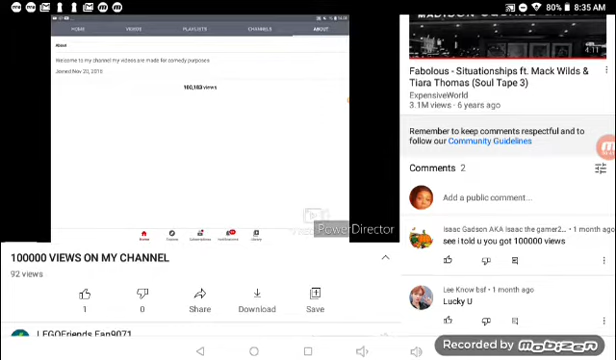 80% 8:35 AM
HOME VIDEOS PLAYLISTS CHANNELS ABOUT
About
Welcome to my channel my videos are made for comedy purposes
Joined Nov 20, 2018
100,103 views
PowerDirector
100000 VIEWS ON MY CHANNEL
92 views
1 0 Share Download Save
LEGOFriends Fan9071
4:11
Fabolous - Situationships ft. Mack Wilds &
Tiara Thomas (Soul Tape 3)
ExpensiveWorld
3.1M views · 6 years ago
Remember to keep comments respectful and to
follow our Community Guidelines
Comments 2
Add a public comment...
Isaac Gadson AKA Isaac the gamer2... • 1 month ago
see i told u you got 100000 views
Lee Know bsf • 1 month ago
Lucky U
Recorded by mobizen